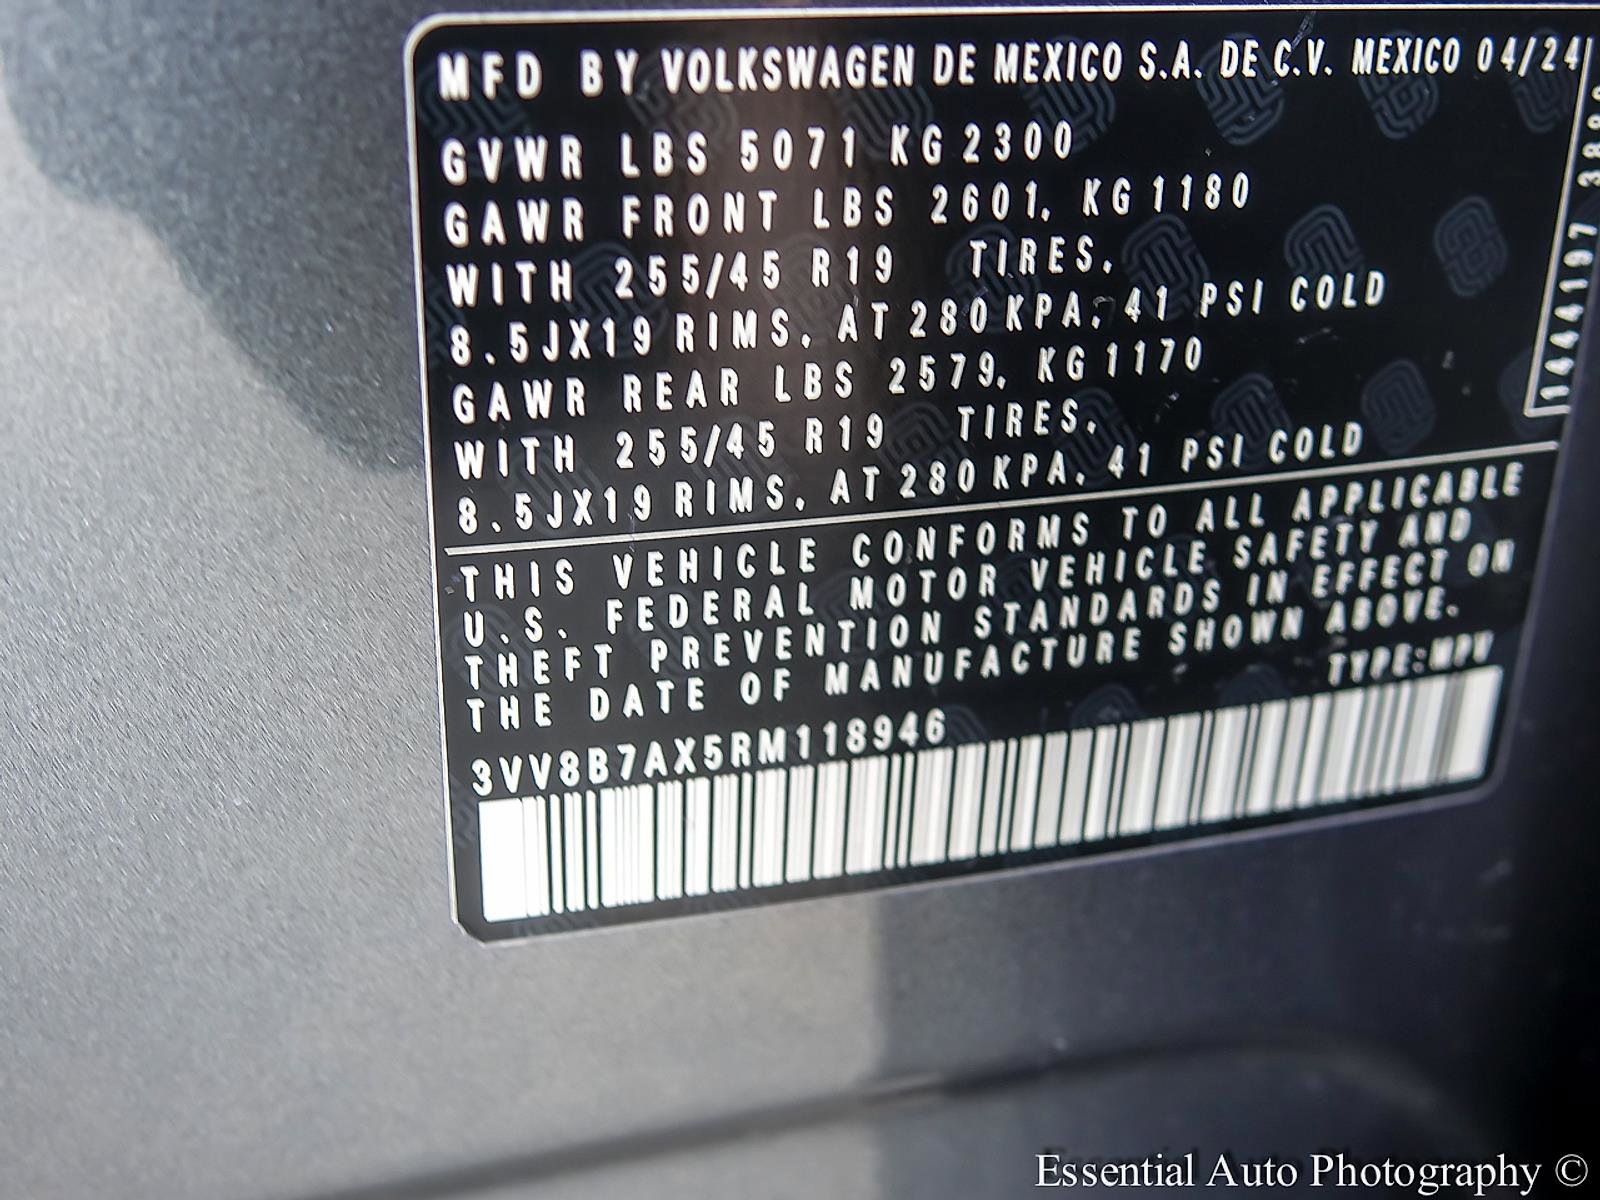 MFD BY VOLKSWAGEN DE MEXICO S.A. DE C.V. MEXICO 04/24
GVWR LBS 5071 KG 2300
GAWR FRONT LBS 2601, KG 1180
WITH 255/45 R19 TIRES,
8.5JX19 RIMS, AT 280 KPA, 41 PSI COLD
GAWR REAR LBS 2579, KG 1170
WITH 255/45 R19 TIRES,
8.5JX19 RIMS, AT 280 KPA, 41 PSI COLD
1444197
THIS VEHICLE CONFORMS TO ALL APPLICABLE
U.S. FEDERAL MOTOR VEHICLE SAFETY AND
THEFT PREVENTION STANDARDS IN EFFECT ON
THE DATE OF MANUFACTURE SHOWN ABOVE.
TYPE:MPV
3VV8B7AX5RM118946
Essential Auto Photography ©